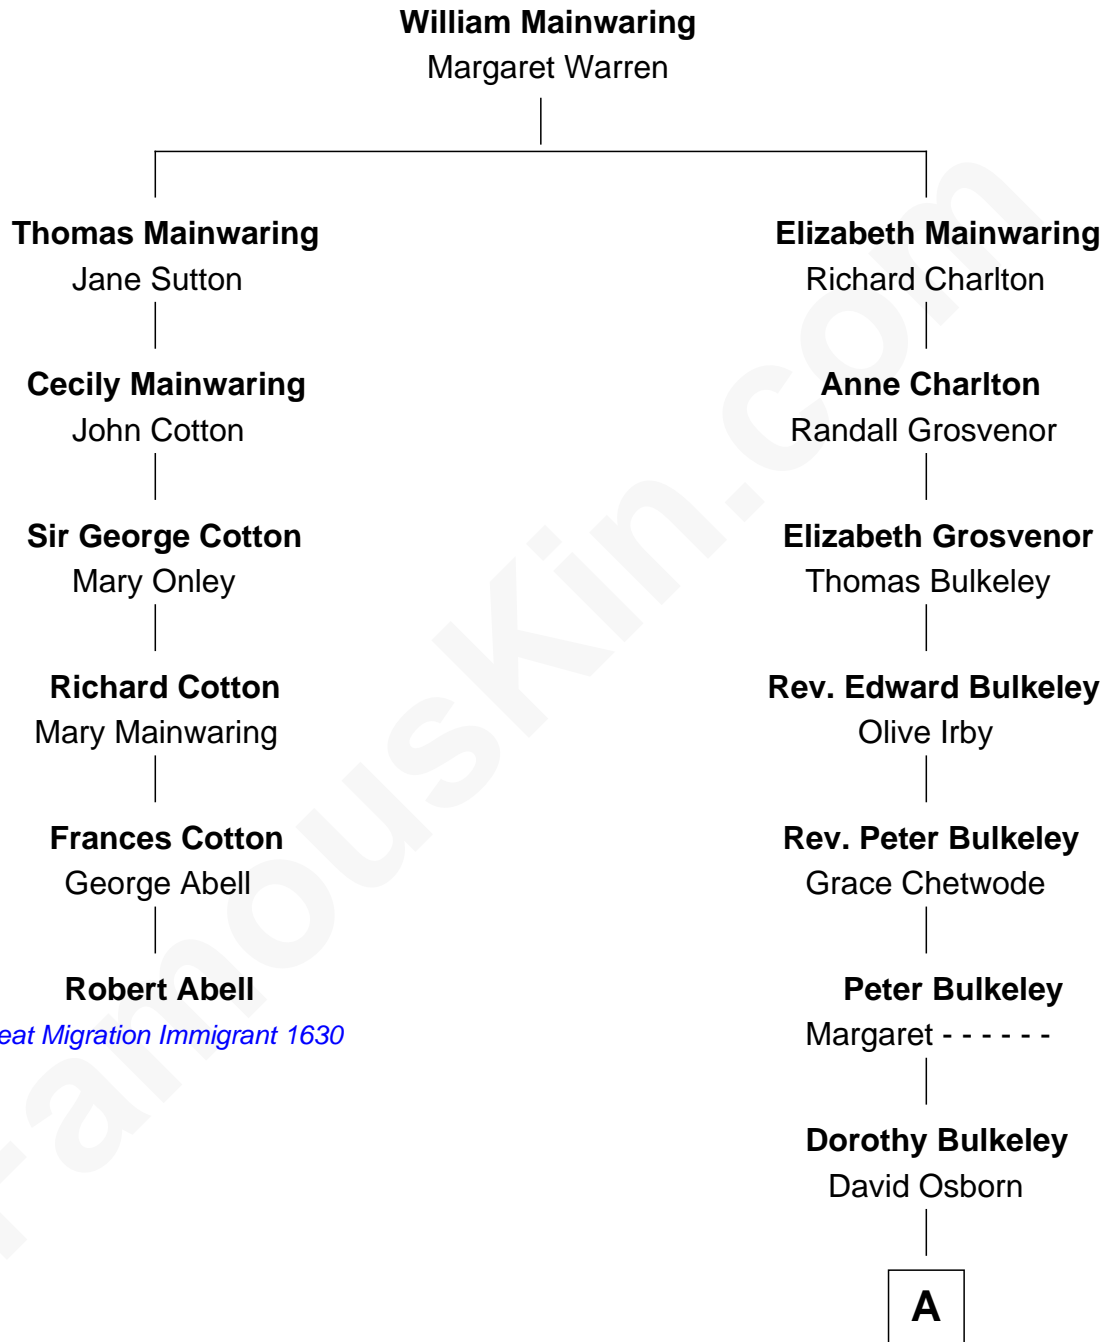 William Mainwaring
Margaret Warren
Thomas Mainwaring
Jane Sutton
Elizabeth Mainwaring
Richard Charlton
Cecily Mainwaring
John Cotton
Anne Charlton
Randall Grosvenor
Sir George Cotton
Mary Onley
Elizabeth Grosvenor
Thomas Bulkeley
Richard Cotton
Mary Mainwaring
Rev. Edward Bulkeley
Olive Irby
Frances Cotton
George Abell
Rev. Peter Bulkeley
Grace Chetwode
Robert Abell
eat Migration Immigrant 1630
Peter Bulkeley
Margaret - - - - - -
Dorothy Bulkeley
David Osborn
A
FamousKin.com